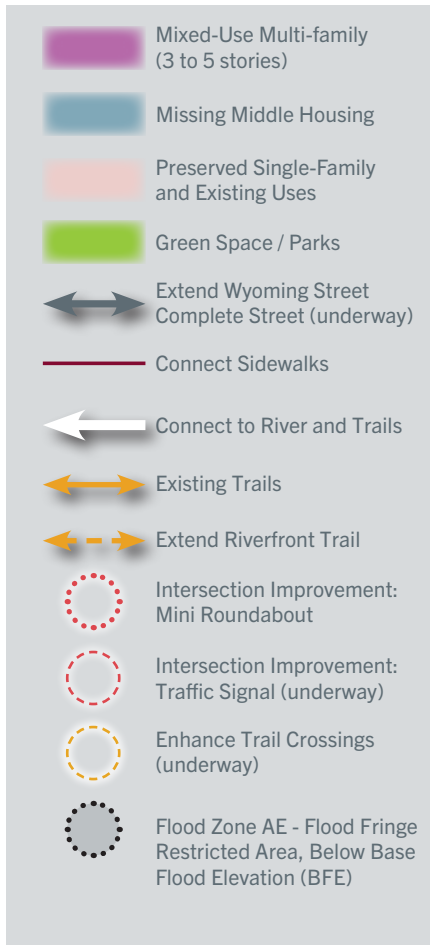 Mixed-Use Multi-family
(3 to 5 stories)
Missing Middle Housing
Preserved Single-Family
and Existing Uses
Green Space / Parks
Extend Wyoming Street
Complete Street (underway)
Connect Sidewalks
Connect to River and Trails
Existing Trails
Extend Riverfront Trail
Intersection Improvement:
Mini Roundabout
Intersection Improvement:
Traffic Signal (underway)
Enhance Trail Crossings
(underway)
Flood Zone AE - Flood Fringe
Restricted Area, Below Base
Flood Elevation (BFE)